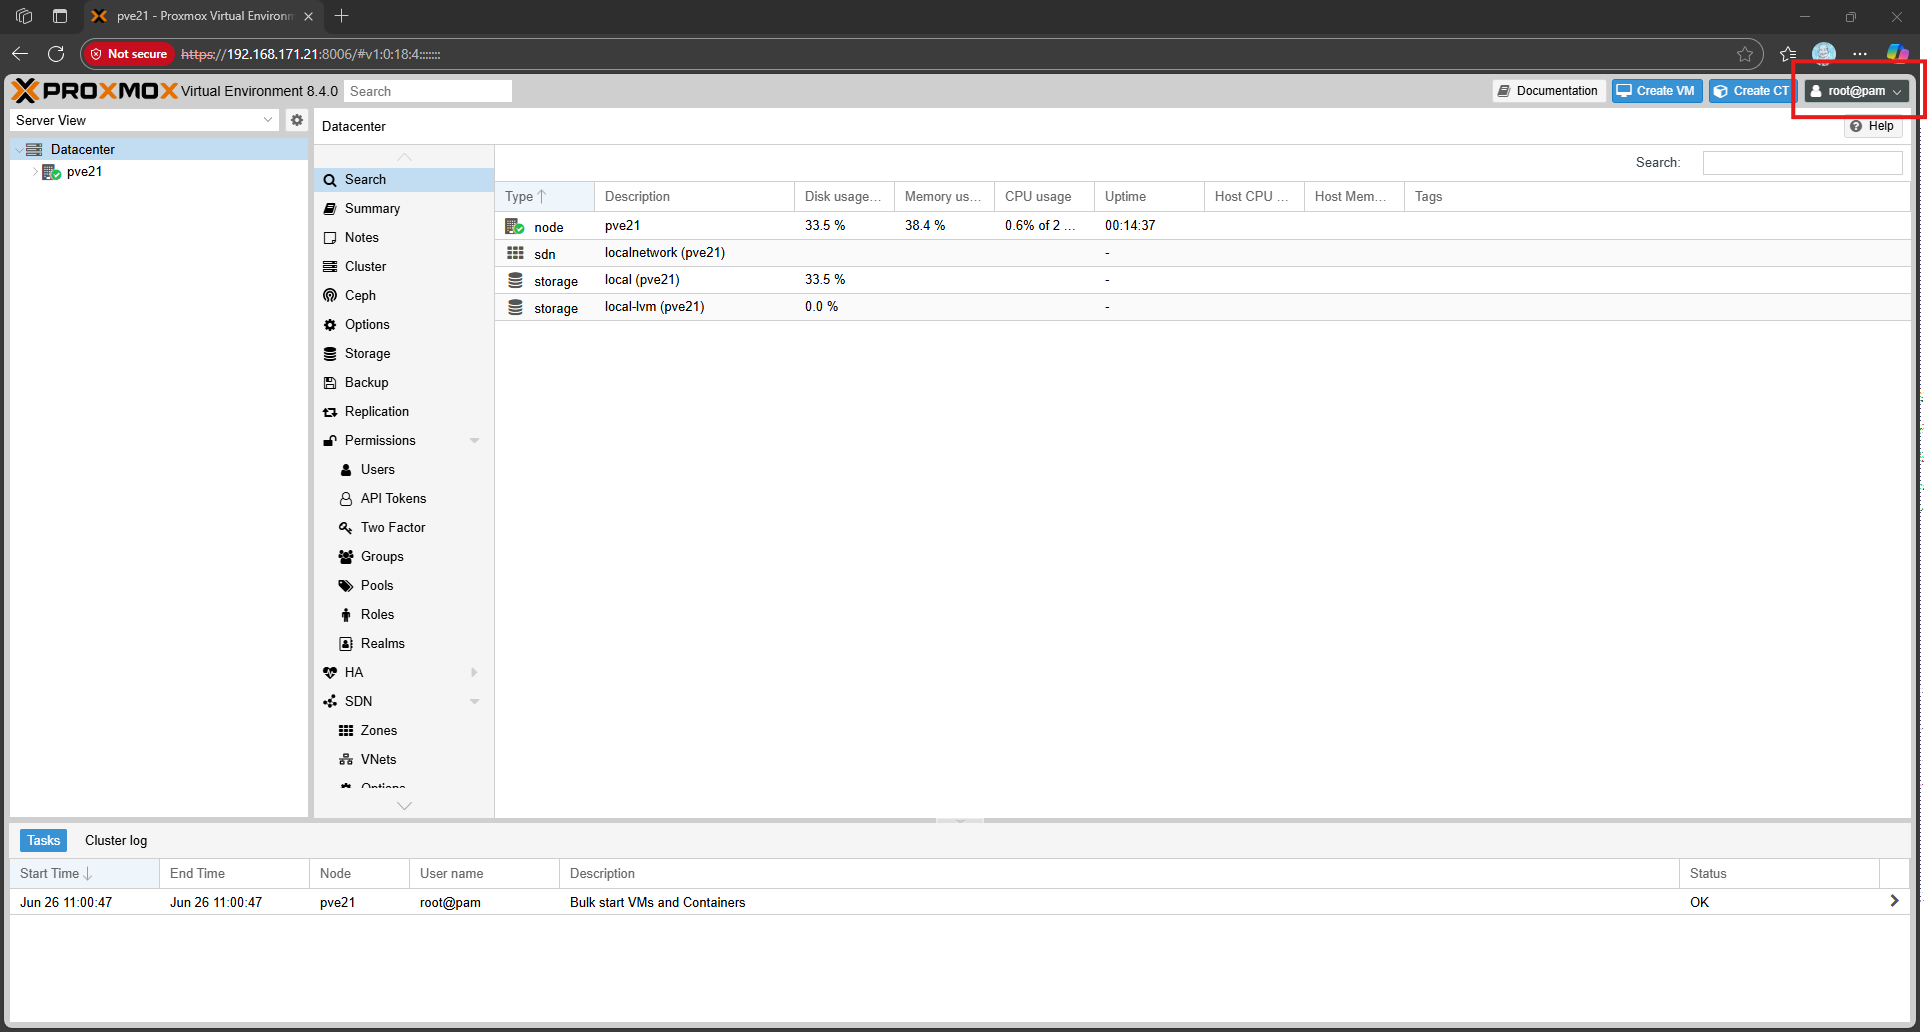 pve21 - Proxmox Virtual Environm
Not secure https://192.168.171.21:8006/#v1:0:18:4:::::::
PROXMOX Virtual Environment 8.4.0 Search Documentation Create VM Create CT root@pam
Server View
Datacenter
pve21
Datacenter Help
Search
Summary
Notes
Cluster
Ceph
Options
Storage
Backup
Replication
Permissions
Users
API Tokens
Two Factor
Groups
Pools
Roles
Realms
HA
SDN
Zones
VNets
Options
Search:
Type Description Disk usage... Memory us... CPU usage Uptime Host CPU ... Host Mem... Tags
node pve21 33.5 % 38.4 % 0.6% of 2 ... 00:14:37
sdn localnetwork (pve21) -
storage local (pve21) 33.5 % -
storage local-lvm (pve21) 0.0 % -
Tasks Cluster log
Start Time End Time Node User name Description Status
Jun 26 11:00:47 Jun 26 11:00:47 pve21 root@pam Bulk start VMs and Containers OK